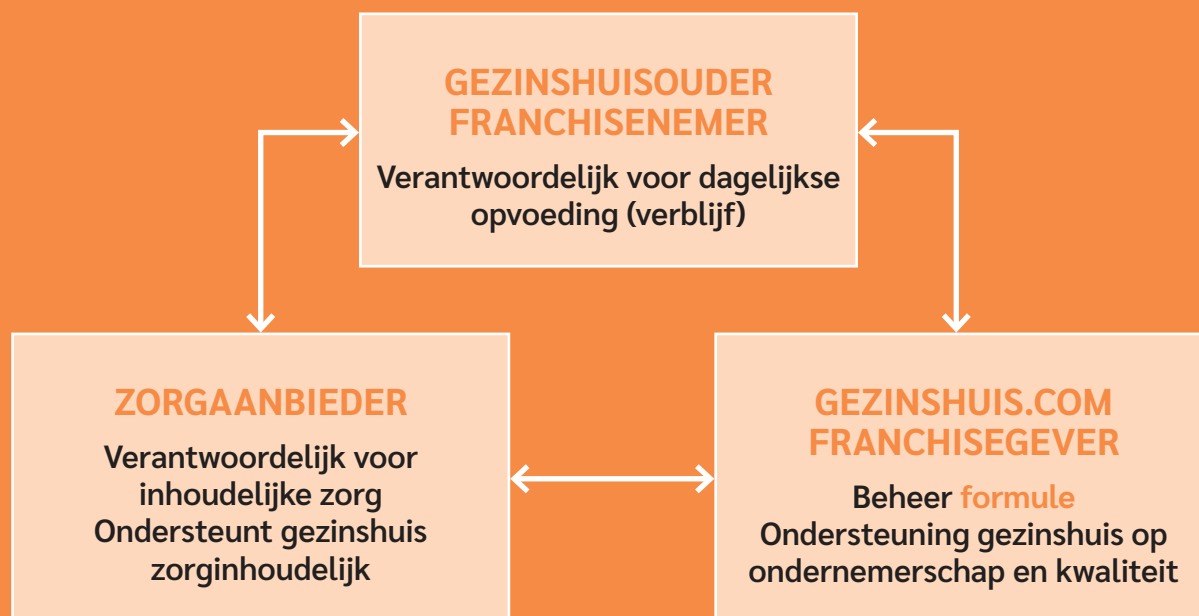 GEZINSHUISOUDER
FRANCHISENEMER
Verantwoordelijk voor dagelijkse
opvoeding (verblijf)
ZORGAANBIEDER
Verantwoordelijk voor
inhoudelijke zorg
Ondersteunt gezinshuis
zorginhoudelijk
GEZINSHUIS.COM
FRANCHISEGEVER
Beheer formule
Ondersteuning gezinshuis op
ondernemerschap en kwaliteit